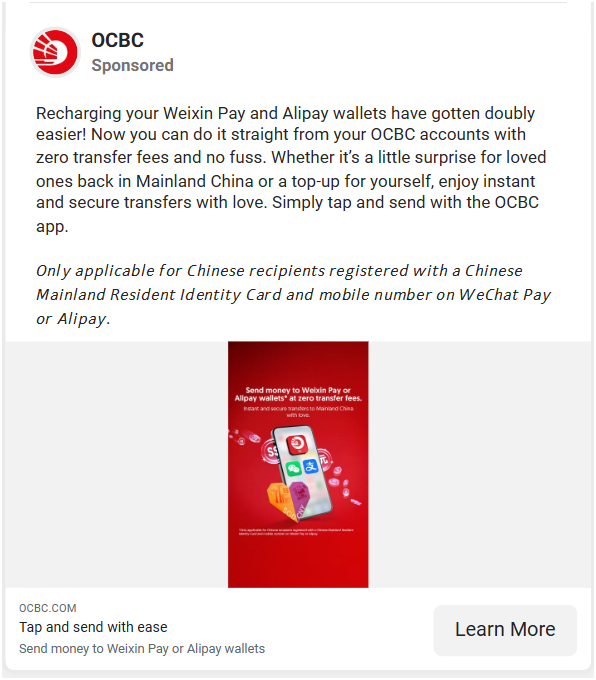 OCBC
Sponsored
Recharging your Weixin Pay and Alipay wallets have gotten doubly
easier! Now you can do it straight from your OCBC accounts with
zero transfer fees and no fuss. Whether it’s a little surprise for loved
ones back in Mainland China or a top-up for yourself, enjoy instant
and secure transfers with love. Simply tap and send with the OCBC
app.
Only applicable for Chinese recipients registered with a Chinese
Mainland Resident Identity Card and mobile number on WeChat Pay
or Alipay.
Send money to Weixin Pay or
Alipay wallets* at zero transfer fees.
Instant and secure transfers to Mainland China
with love.
支
OCBC.COM
Tap and send with ease
Send money to Weixin Pay or Alipay wallets
Learn More